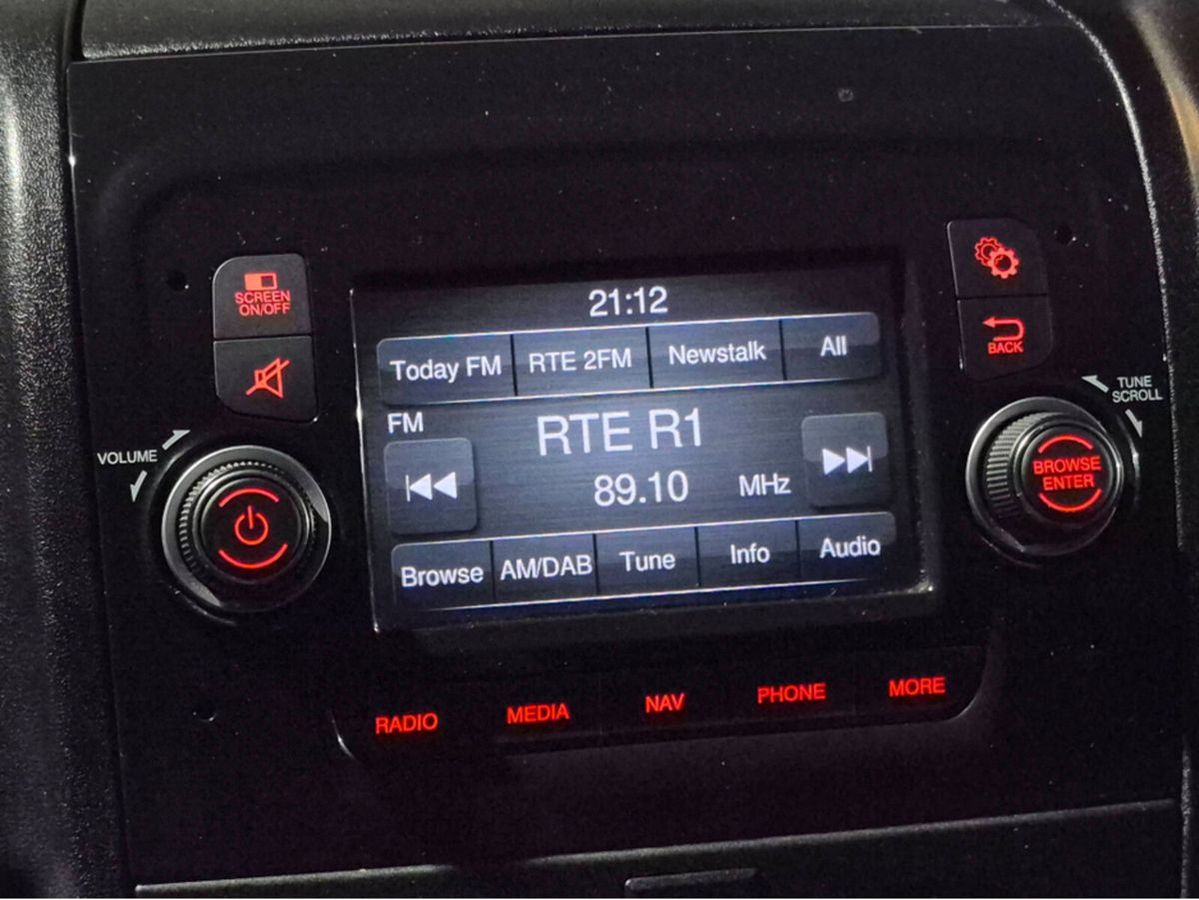 21:12
SCREEN
ON/OFF
Today FM RTE 2FM Newstalk All
BACK
FM
RTE R1
89.10 MHz
VOLUME
TUNE
SCROLL
BROWSE
ENTER
Browse AM/DAB Tune Info Audio
RADIO MEDIA NAV PHONE MORE